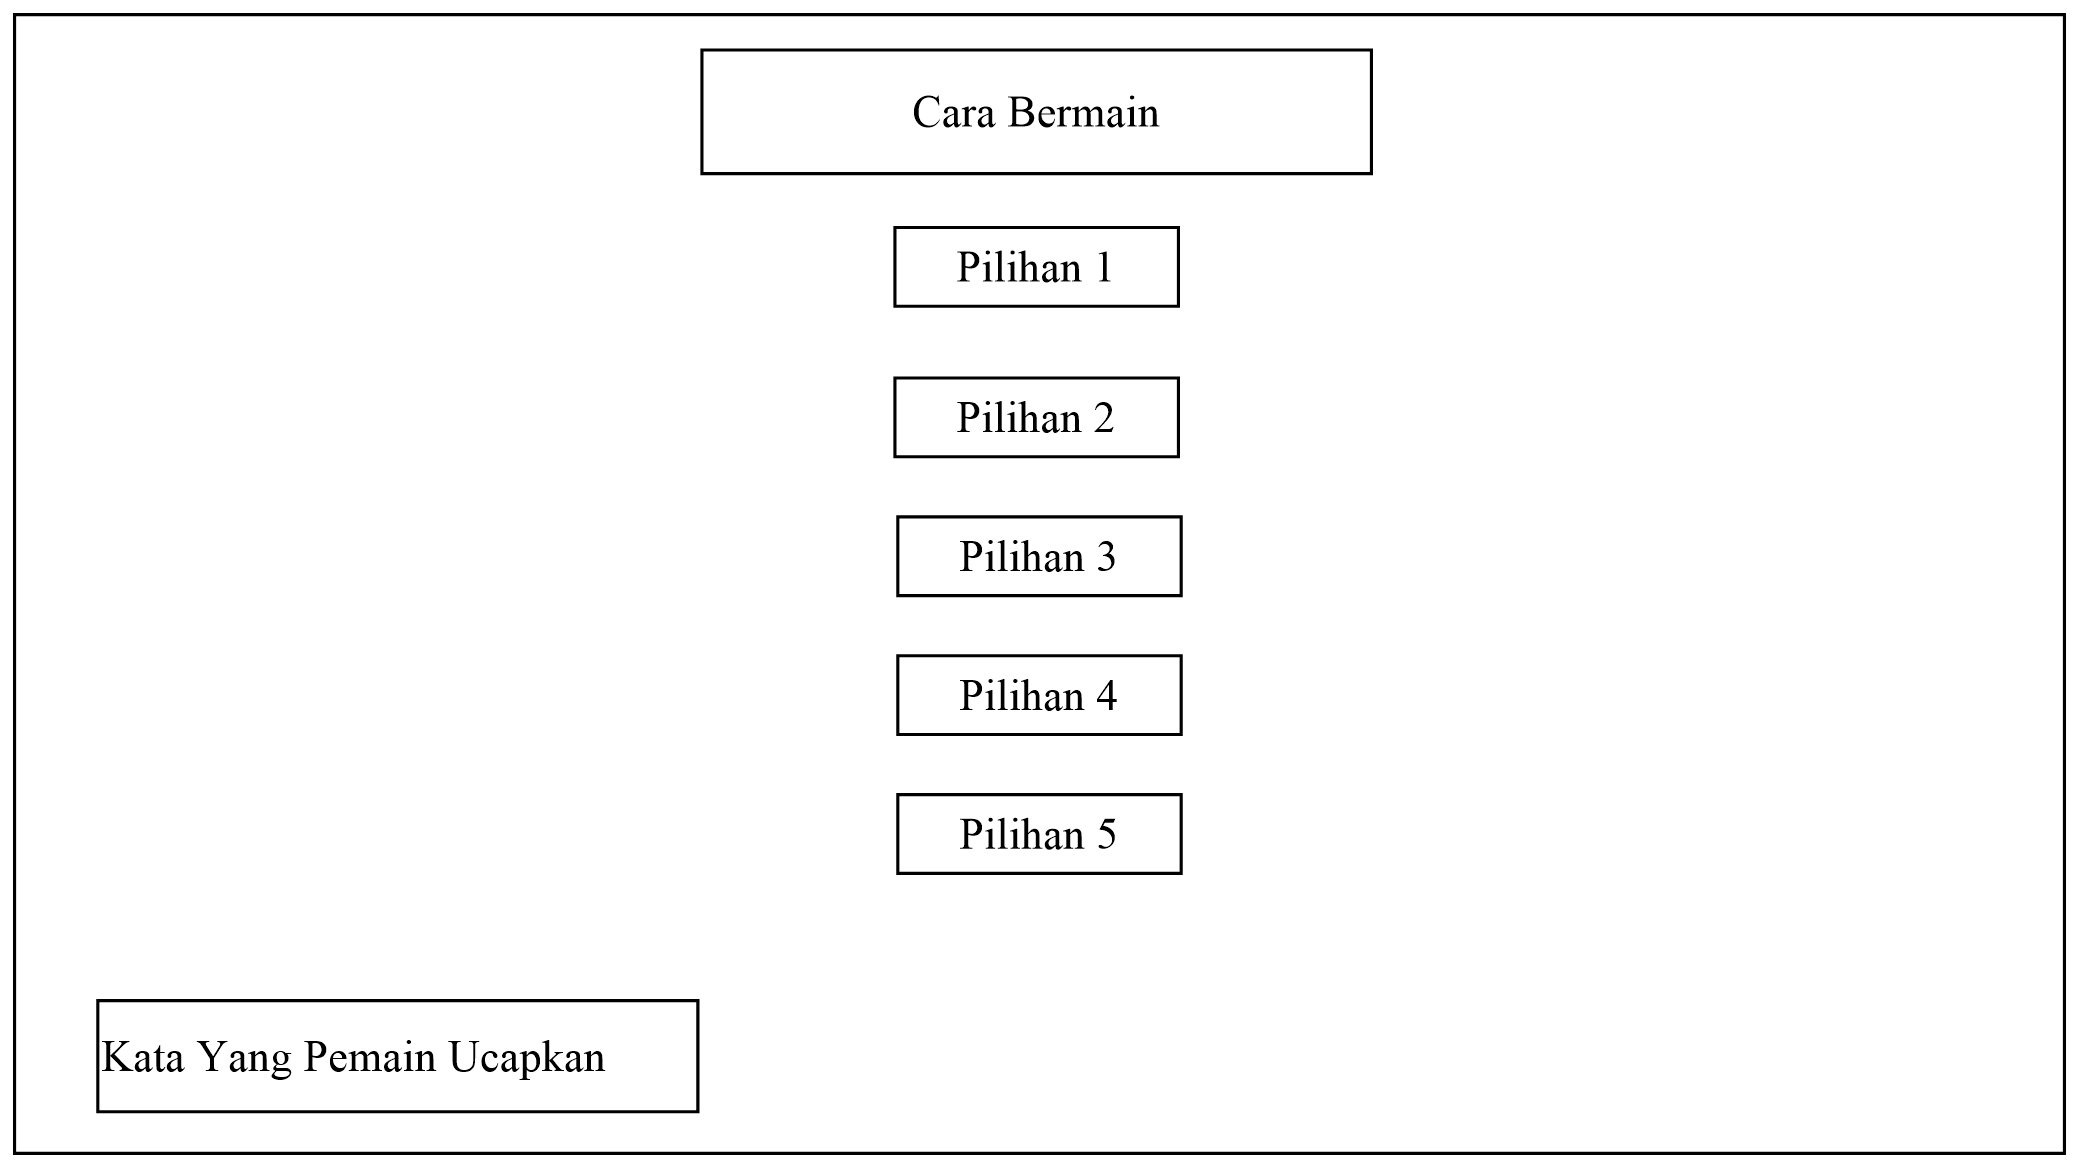 Cara Bermain
Pilihan 1
Pilihan 2
Pilihan 3
Pilihan 4
Pilihan 5
Kata Yang Pemain Ucapkan